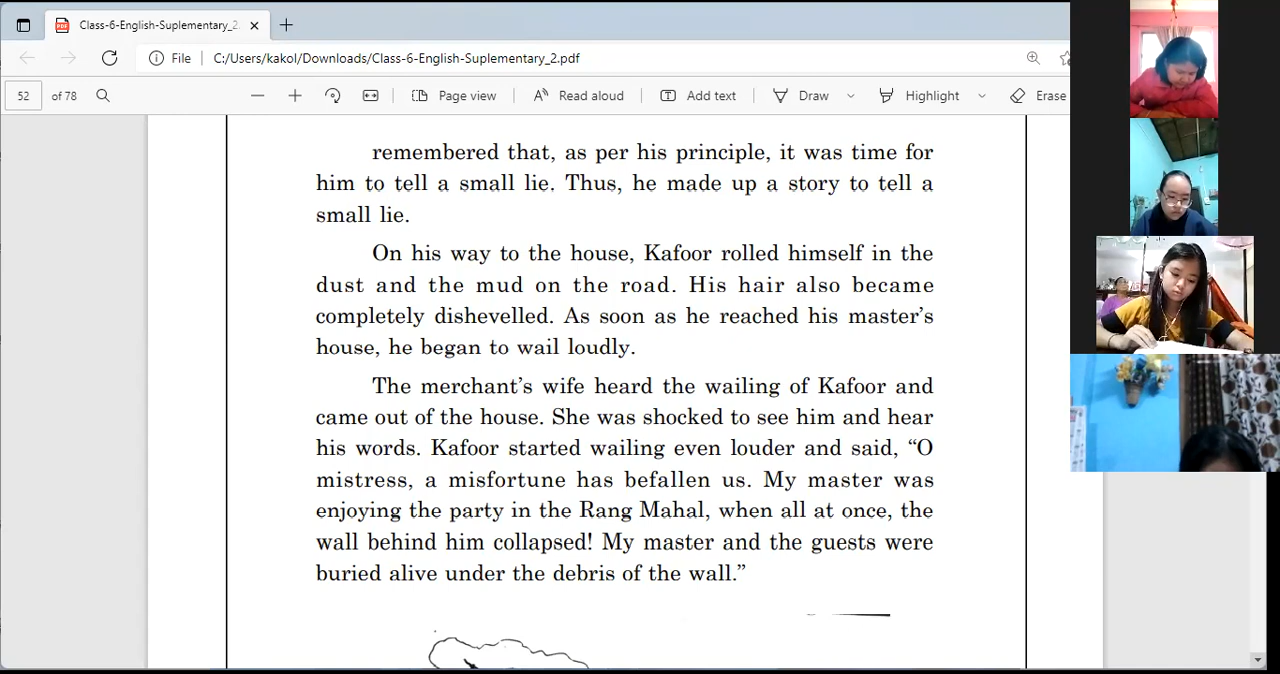 Class-6-English-Suplementary_2.
File
C:/Users/kakol/Downloads/Class-6-English-Suplementary_2.pdf
52 of 78
Page view
Read aloud
Add text
Draw
Highlight
Erase
remembered that, as per his principle, it was time for
him to tell a small lie. Thus, he made up a story to tell a
small lie.
On his way to the house, Kafoor rolled himself in the
dust and the mud on the road. His hair also became
completely dishevelled. As soon as he reached his master’s
house, he began to wail loudly.
The merchant’s wife heard the wailing of Kafoor and
came out of the house. She was shocked to see him and hear
his words. Kafoor started wailing even louder and said, “O
mistress, a misfortune has befallen us. My master was
enjoying the party in the Rang Mahal, when all at once, the
wall behind him collapsed! My master and the guests were
buried alive under the debris of the wall.”